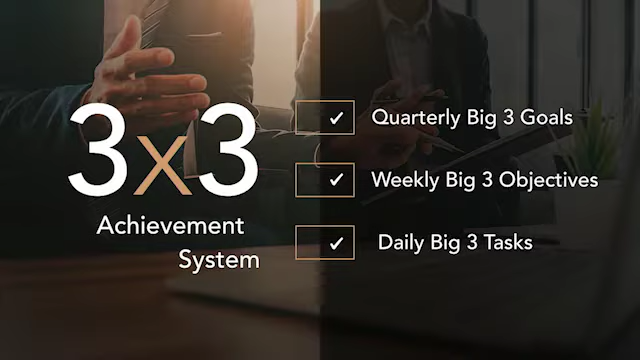 3x3
Achievement
System
✓ Quarterly Big 3 Goals
✓ Weekly Big 3 Objectives
✓ Daily Big 3 Tasks